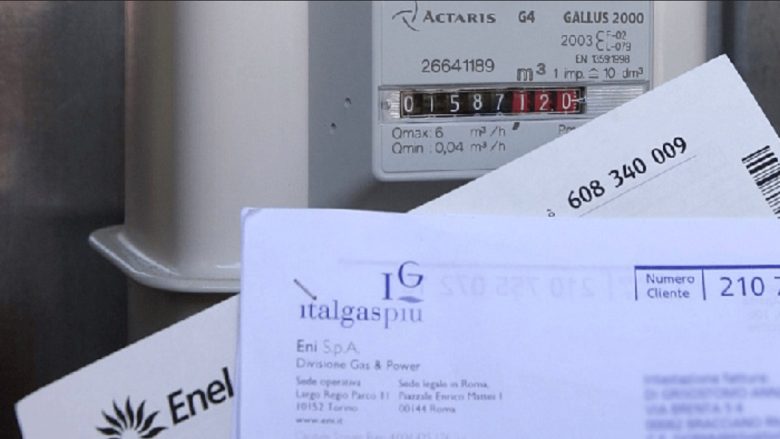 ACTARIS G4 GALLUS 2000
2003
EN 12591998
26641189 m³ 1 imp. ≙ 10 dm³
01587120
Qmax: 6 m³/h
Qmin: 0,04 m³/h
608 340 009
IG
italgaspiù
Numero
Cliente
210 7
Eni S.p.A.
Divisione Gas & Power
Sede operativa Sede legale in Roma,
Largo Regio Parco 11 Piazzale Enrico Mattei 1
10152 Torino 00144 Roma
www.eni.it
Enel